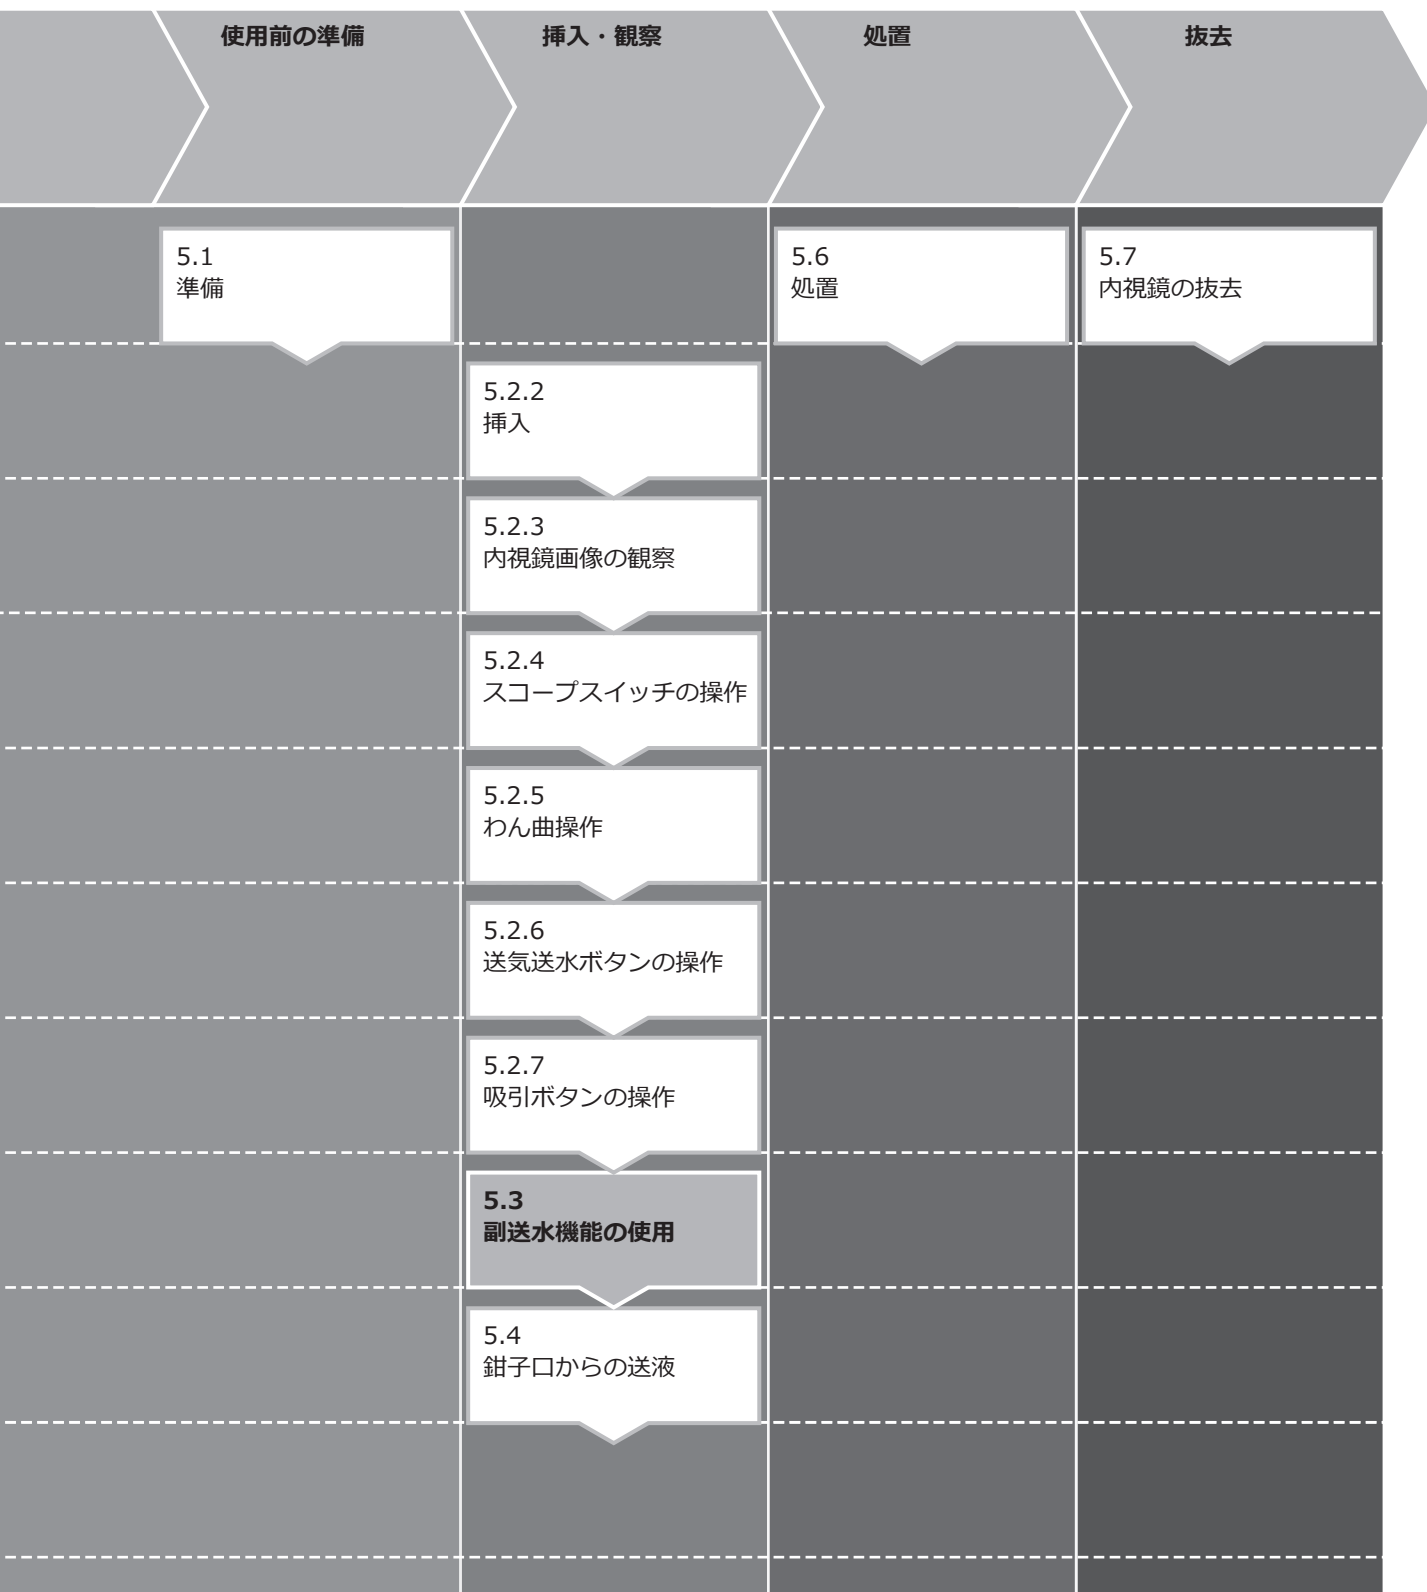 使用前の準備
挿入・観察
処置
抜去
5.1
準備
5.6
処置
5.7
内視鏡の抜去
5.2.2
挿入
5.2.3
内視鏡画像の観察
5.2.4
スコープスイッチの操作
5.2.5
わん曲操作
5.2.6
送気送水ボタンの操作
5.2.7
吸引ボタンの操作
5.3
副送水機能の使用
5.4
鉗子口からの送液